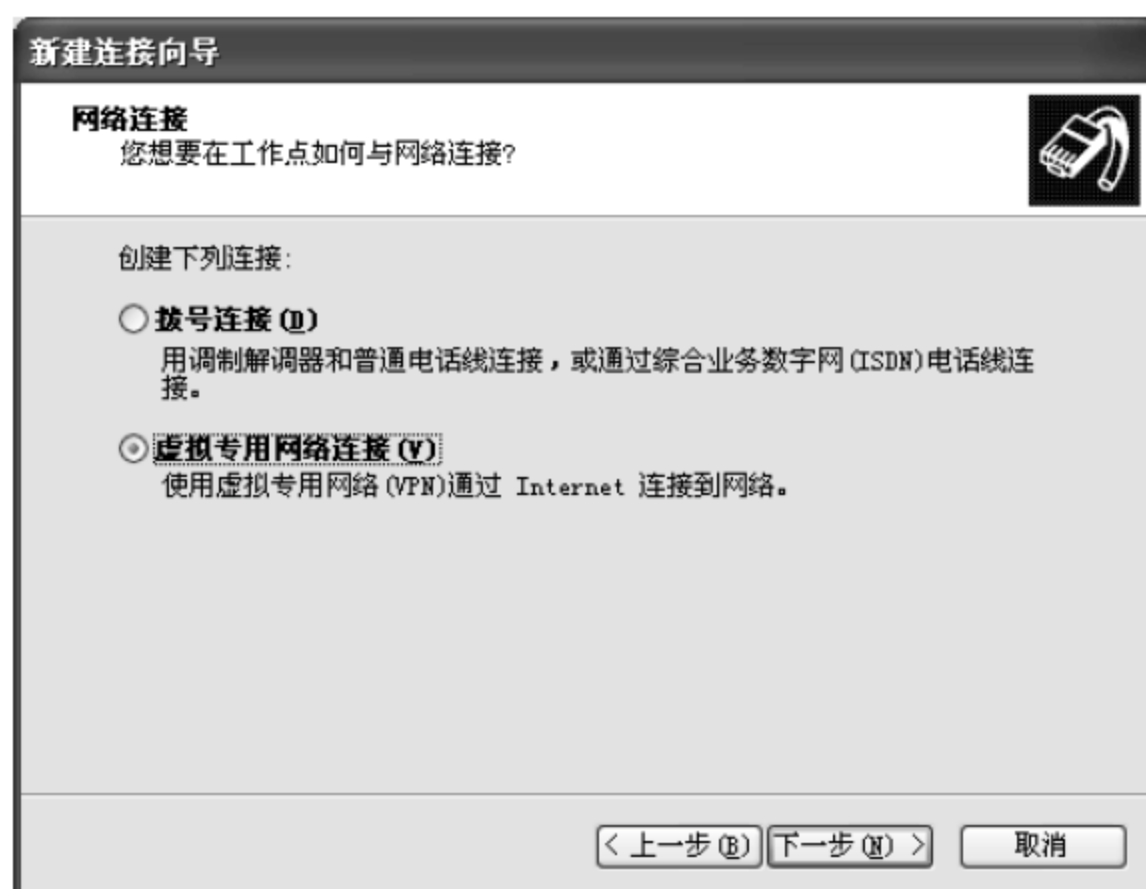 新建连接向导
网络连接
您想要在工作点如何与网络连接?
创建下列连接:
拨号连接(D)
用调制解调器和普通电话线连接，或通过综合业务数字网(ISDN)电话线连
接。
虚拟专用网络连接(V)
使用虚拟专用网络(VPN)通过 Internet 连接到网络。
< 上一步(B) 下一步(N) > 取消